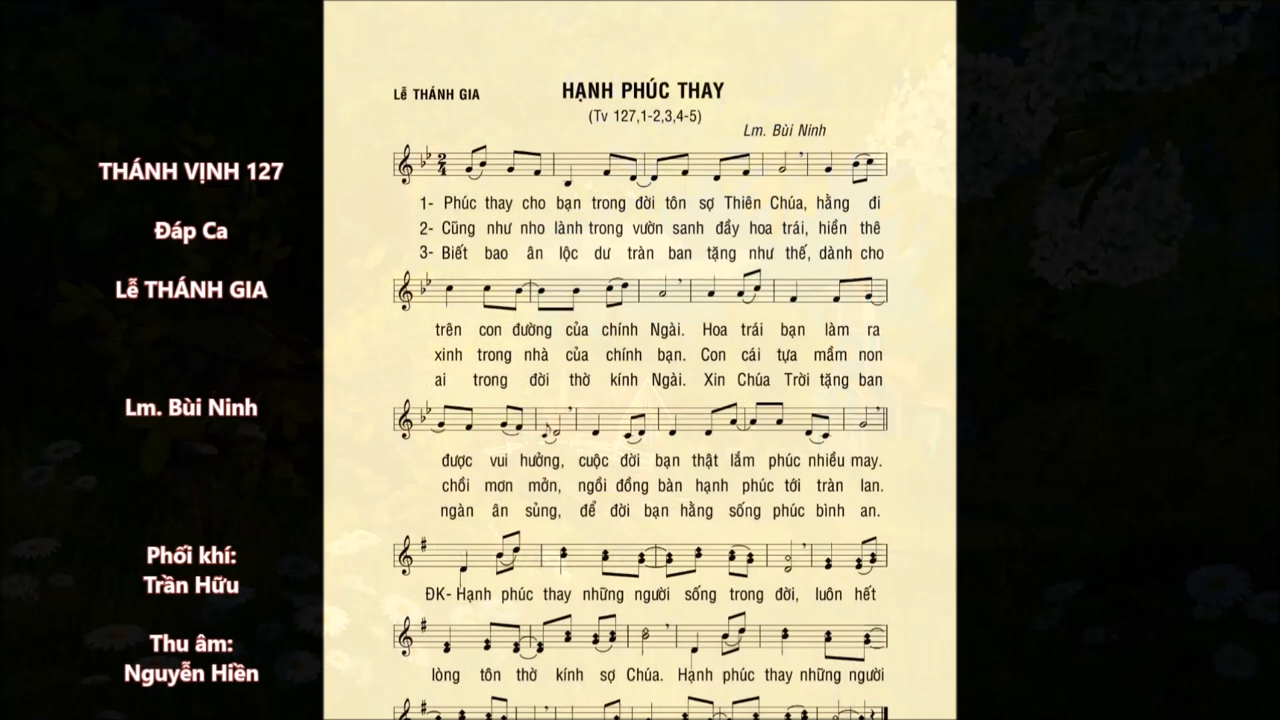 THÁNH VỊNH 127
Đáp Ca
Lễ THÁNH GIA
Lm. Bùi Ninh
Phối khí:
Trần Hữu
Thu âm:
Nguyễn Hiền
Lễ THÁNH GIA
HẠNH PHÚC THAY
(Tv 127,1-2,3,4-5)
Lm. Bùi Ninh
1- Phúc thay cho bạn trong đời tôn sợ Thiên Chúa, hằng đi
2- Cũng như nho lành trong vườn sanh đầy hoa trái, hiền thê
3- Biết bao ân lộc dư tràn ban tặng như thế, dành cho
trên con đường của chính Ngài. Hoa trái bạn làm ra
xinh trong nhà của chính bạn. Con cái tựa mầm non
ai trong đời thờ kính Ngài. Xin Chúa Trời tặng ban
được vui hưởng, cuộc đời bạn thật lắm phúc nhiều may.
chồi mơn mởn, ngồi đồng bàn hạnh phúc tới tràn lan.
ngàn ân sủng, để đời bạn hằng sống phúc bình an.
ĐK- Hạnh phúc thay những người sống trong đời, luôn hết
lòng tôn thờ kính sợ Chúa. Hạnh phúc thay những người